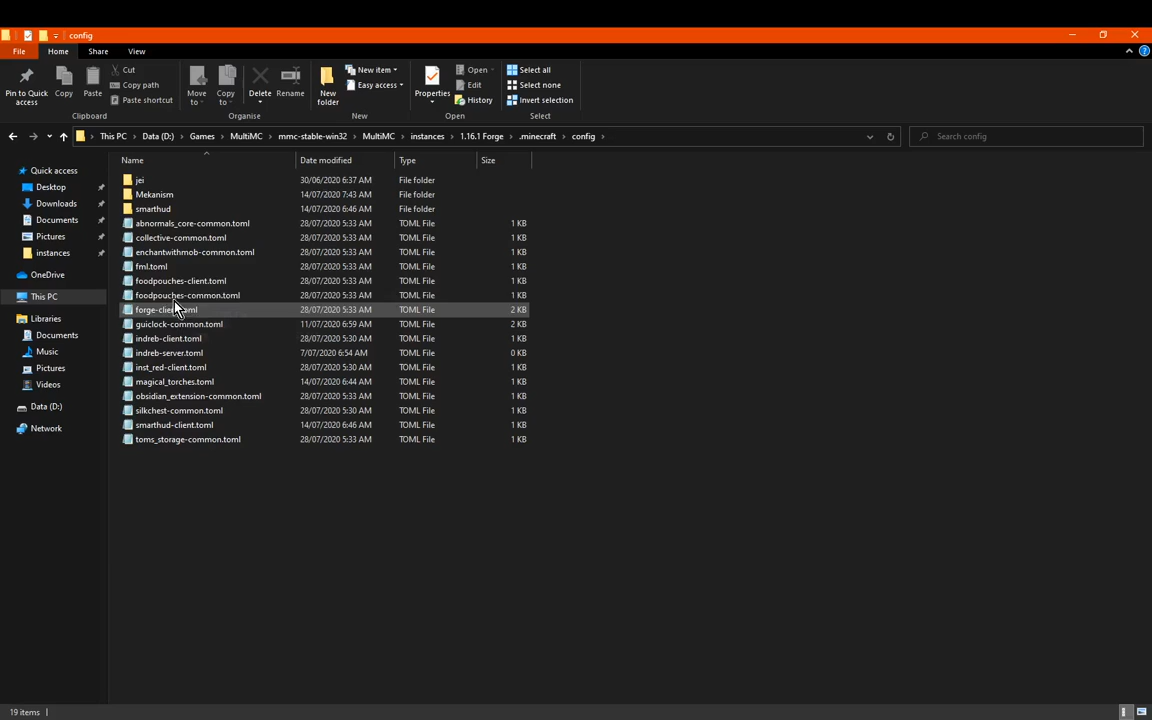 config
File Home Share View
Pin to Quick access
Copy
Paste
Cut
Copy path
Paste shortcut
Clipboard
Move to
Copy to
Delete
Rename
Organise
New folder
New item
Easy access
New
Properties
Open
Edit
History
Open
Select all
Select none
Invert selection
Select
This PC Data (D:) Games MultiMC mmc-stable-win32 MultiMC instances 1.16.1 Forge .minecraft config
Search config
Quick access
Desktop
Downloads
Documents
Pictures
instances
OneDrive
This PC
Libraries
Documents
Music
Pictures
Videos
Data (D:)
Network
Name Date modified Type Size
jei 30/06/2020 6:37 AM File folder
Mekanism 14/07/2020 7:43 AM File folder
smarthud 14/07/2020 6:46 AM File folder
abnormals_core-common.toml 28/07/2020 5:33 AM TOML File 1 KB
collective-common.toml 28/07/2020 5:33 AM TOML File 1 KB
enchantwithmob-common.toml 28/07/2020 5:33 AM TOML File 1 KB
fml.toml 28/07/2020 5:33 AM TOML File 1 KB
foodpouches-client.toml 28/07/2020 5:33 AM TOML File 1 KB
foodpouches-common.toml 28/07/2020 5:33 AM TOML File 1 KB
forge-client.toml 28/07/2020 5:33 AM TOML File 2 KB
guiclock-common.toml 11/07/2020 6:59 AM TOML File 2 KB
indreb-client.toml 28/07/2020 5:30 AM TOML File 1 KB
indreb-server.toml 7/07/2020 6:54 AM TOML File 0 KB
inst_red-client.toml 28/07/2020 5:30 AM TOML File 1 KB
magical_torches.toml 14/07/2020 6:44 AM TOML File 1 KB
obsidian_extension-common.toml 28/07/2020 5:33 AM TOML File 1 KB
silkchest-common.toml 28/07/2020 5:30 AM TOML File 1 KB
smarthud-client.toml 14/07/2020 6:46 AM TOML File 1 KB
toms_storage-common.toml 28/07/2020 5:33 AM TOML File 1 KB
19 items